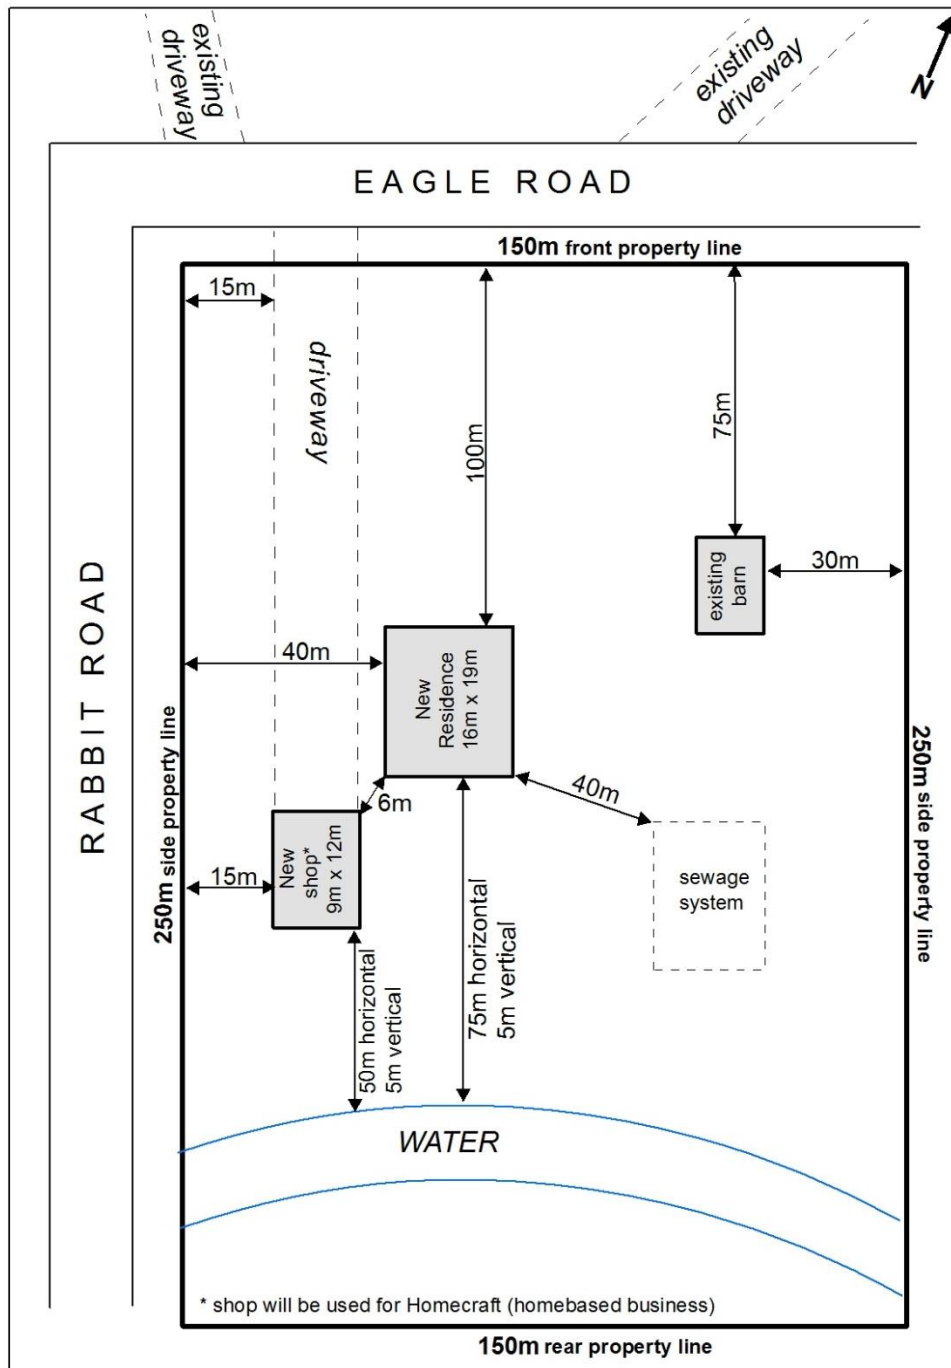 existing
driveway
existing
driveway
N
EAGLE ROAD
150m front property line
15m
driveway
100m
75m
existing
barn
30m
RABBIT ROAD
40m
New
Residence
16m x 19m
250m side property line
6m
40m
250m side property line
New
shop*
9m x 12m
15m
sewage
system
50m horizontal
5m vertical
75m horizontal
5m vertical
WATER
* shop will be used for Homecraft (homebased business)
150m rear property line